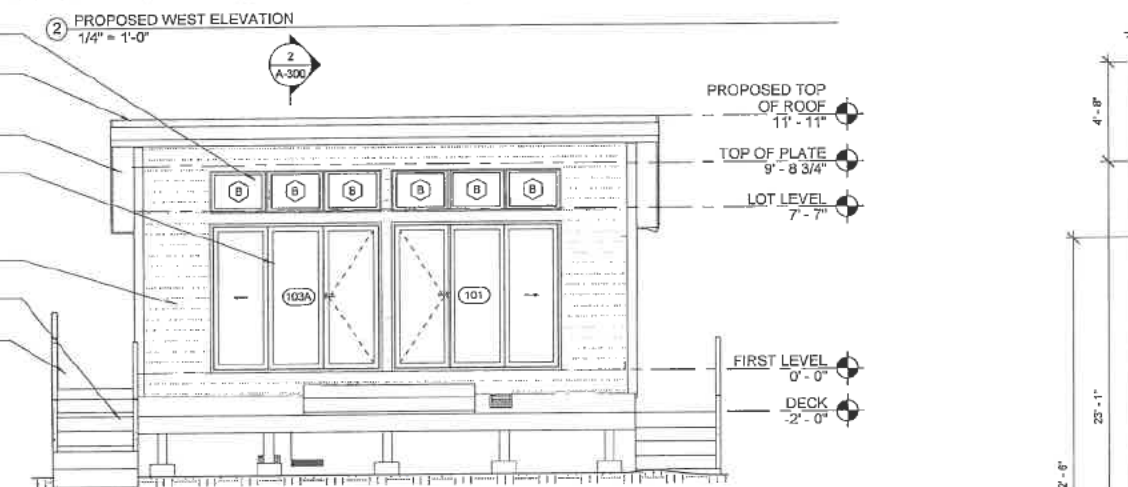 2 PROPOSED WEST ELEVATION
1/4" = 1'-0"
2
A-300
PROPOSED TOP
OF ROOF
11' - 11"
TOP OF PLATE
9' - 8 3/4"
LOT LEVEL
7' - 7"
B B B B B B
103A 101
FIRST LEVEL
0' - 0"
DECK
-2' - 0"
4'- 8"
23' - 1"
2' - 6"